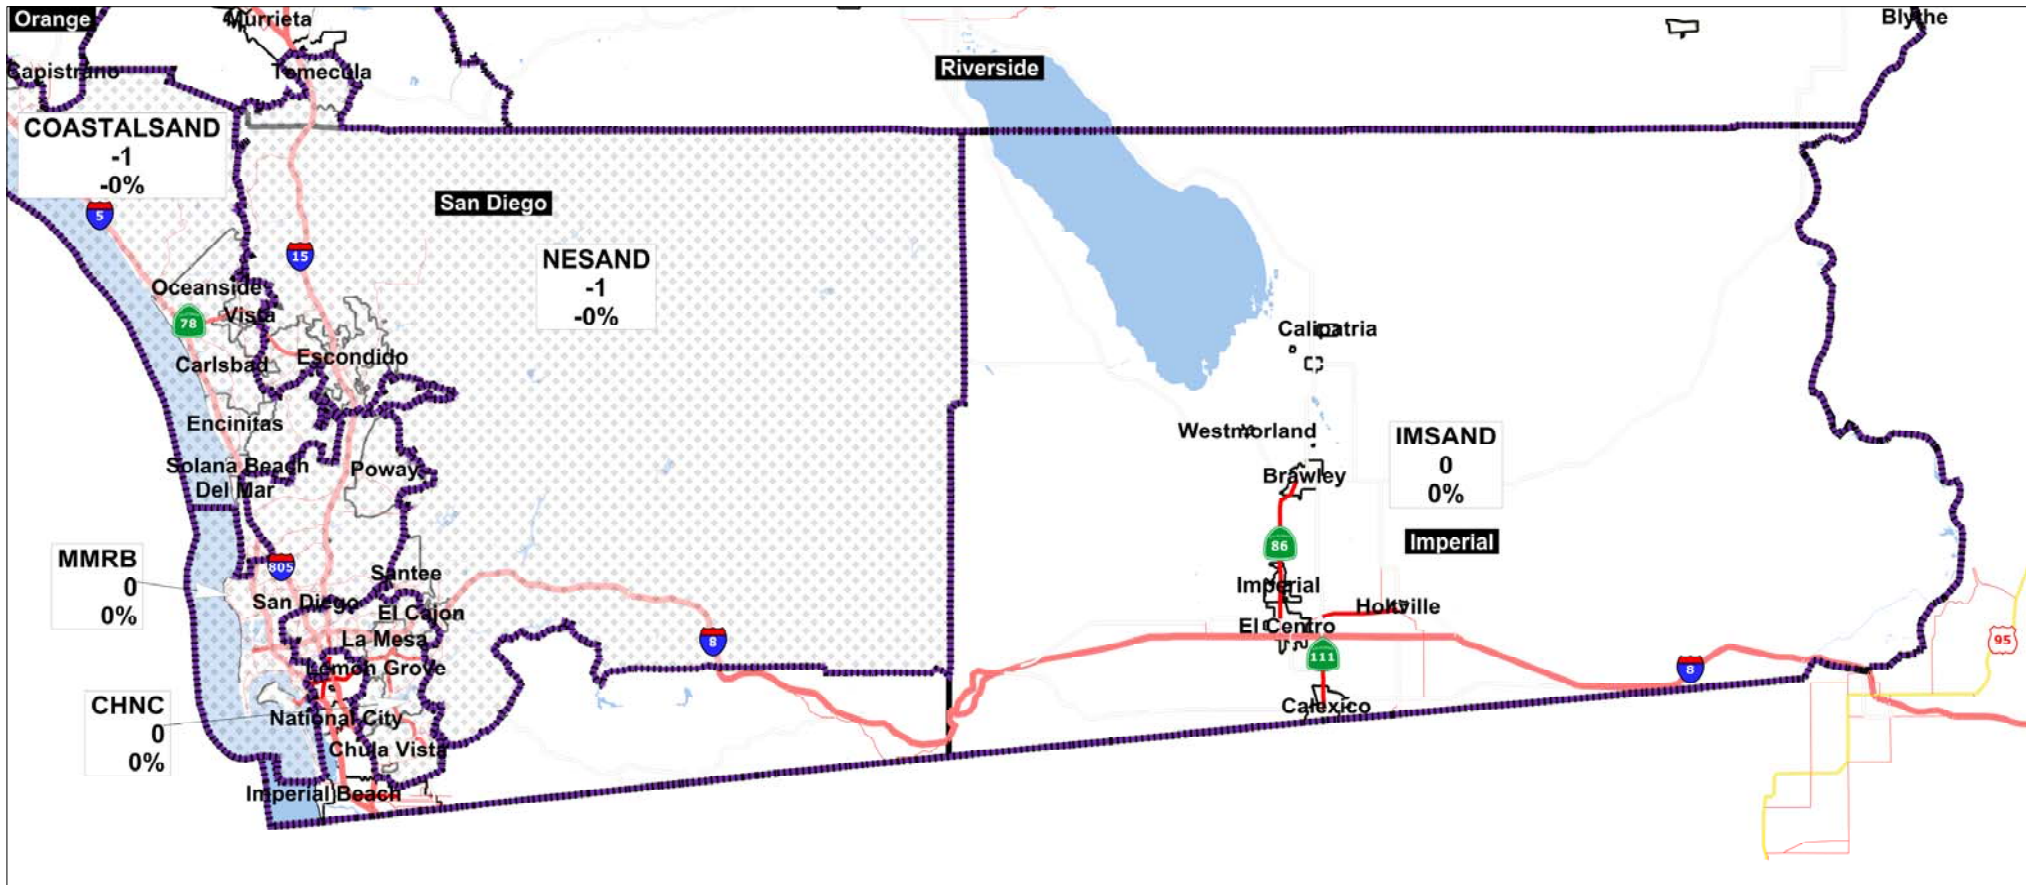 Orange
Murrieta
Blythe
Capistrano
Temecula
Riverside
COASTALSAND
-1
-0%
San Diego
5
15
NESAND
-1
-0%
Oceanside
78
Vista
Carlsbad
Escondido
Calipatria
Encinitas
Westmorland
IMSAND
0
0%
Solana Beach
Poway
Brawley
Del Mar
86
Imperial
MMRB
0
0%
805
Santee
San Diego
El Cajon
Imperial
Holtville
La Mesa
8
El Centro
95
Lemon Grove
111
8
CHNC
0
0%
National City
Calexico
Chula Vista
Imperial Beach